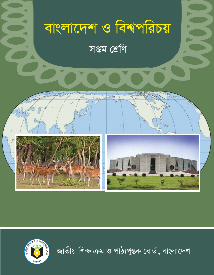 বাংলাদেশ ও বিশ্বপরিচয়
সপ্তম শ্রেণি
জাতীয় শিক্ষাক্রম ও পাঠ্যপুস্তক বোর্ড, বাংলাদেশ